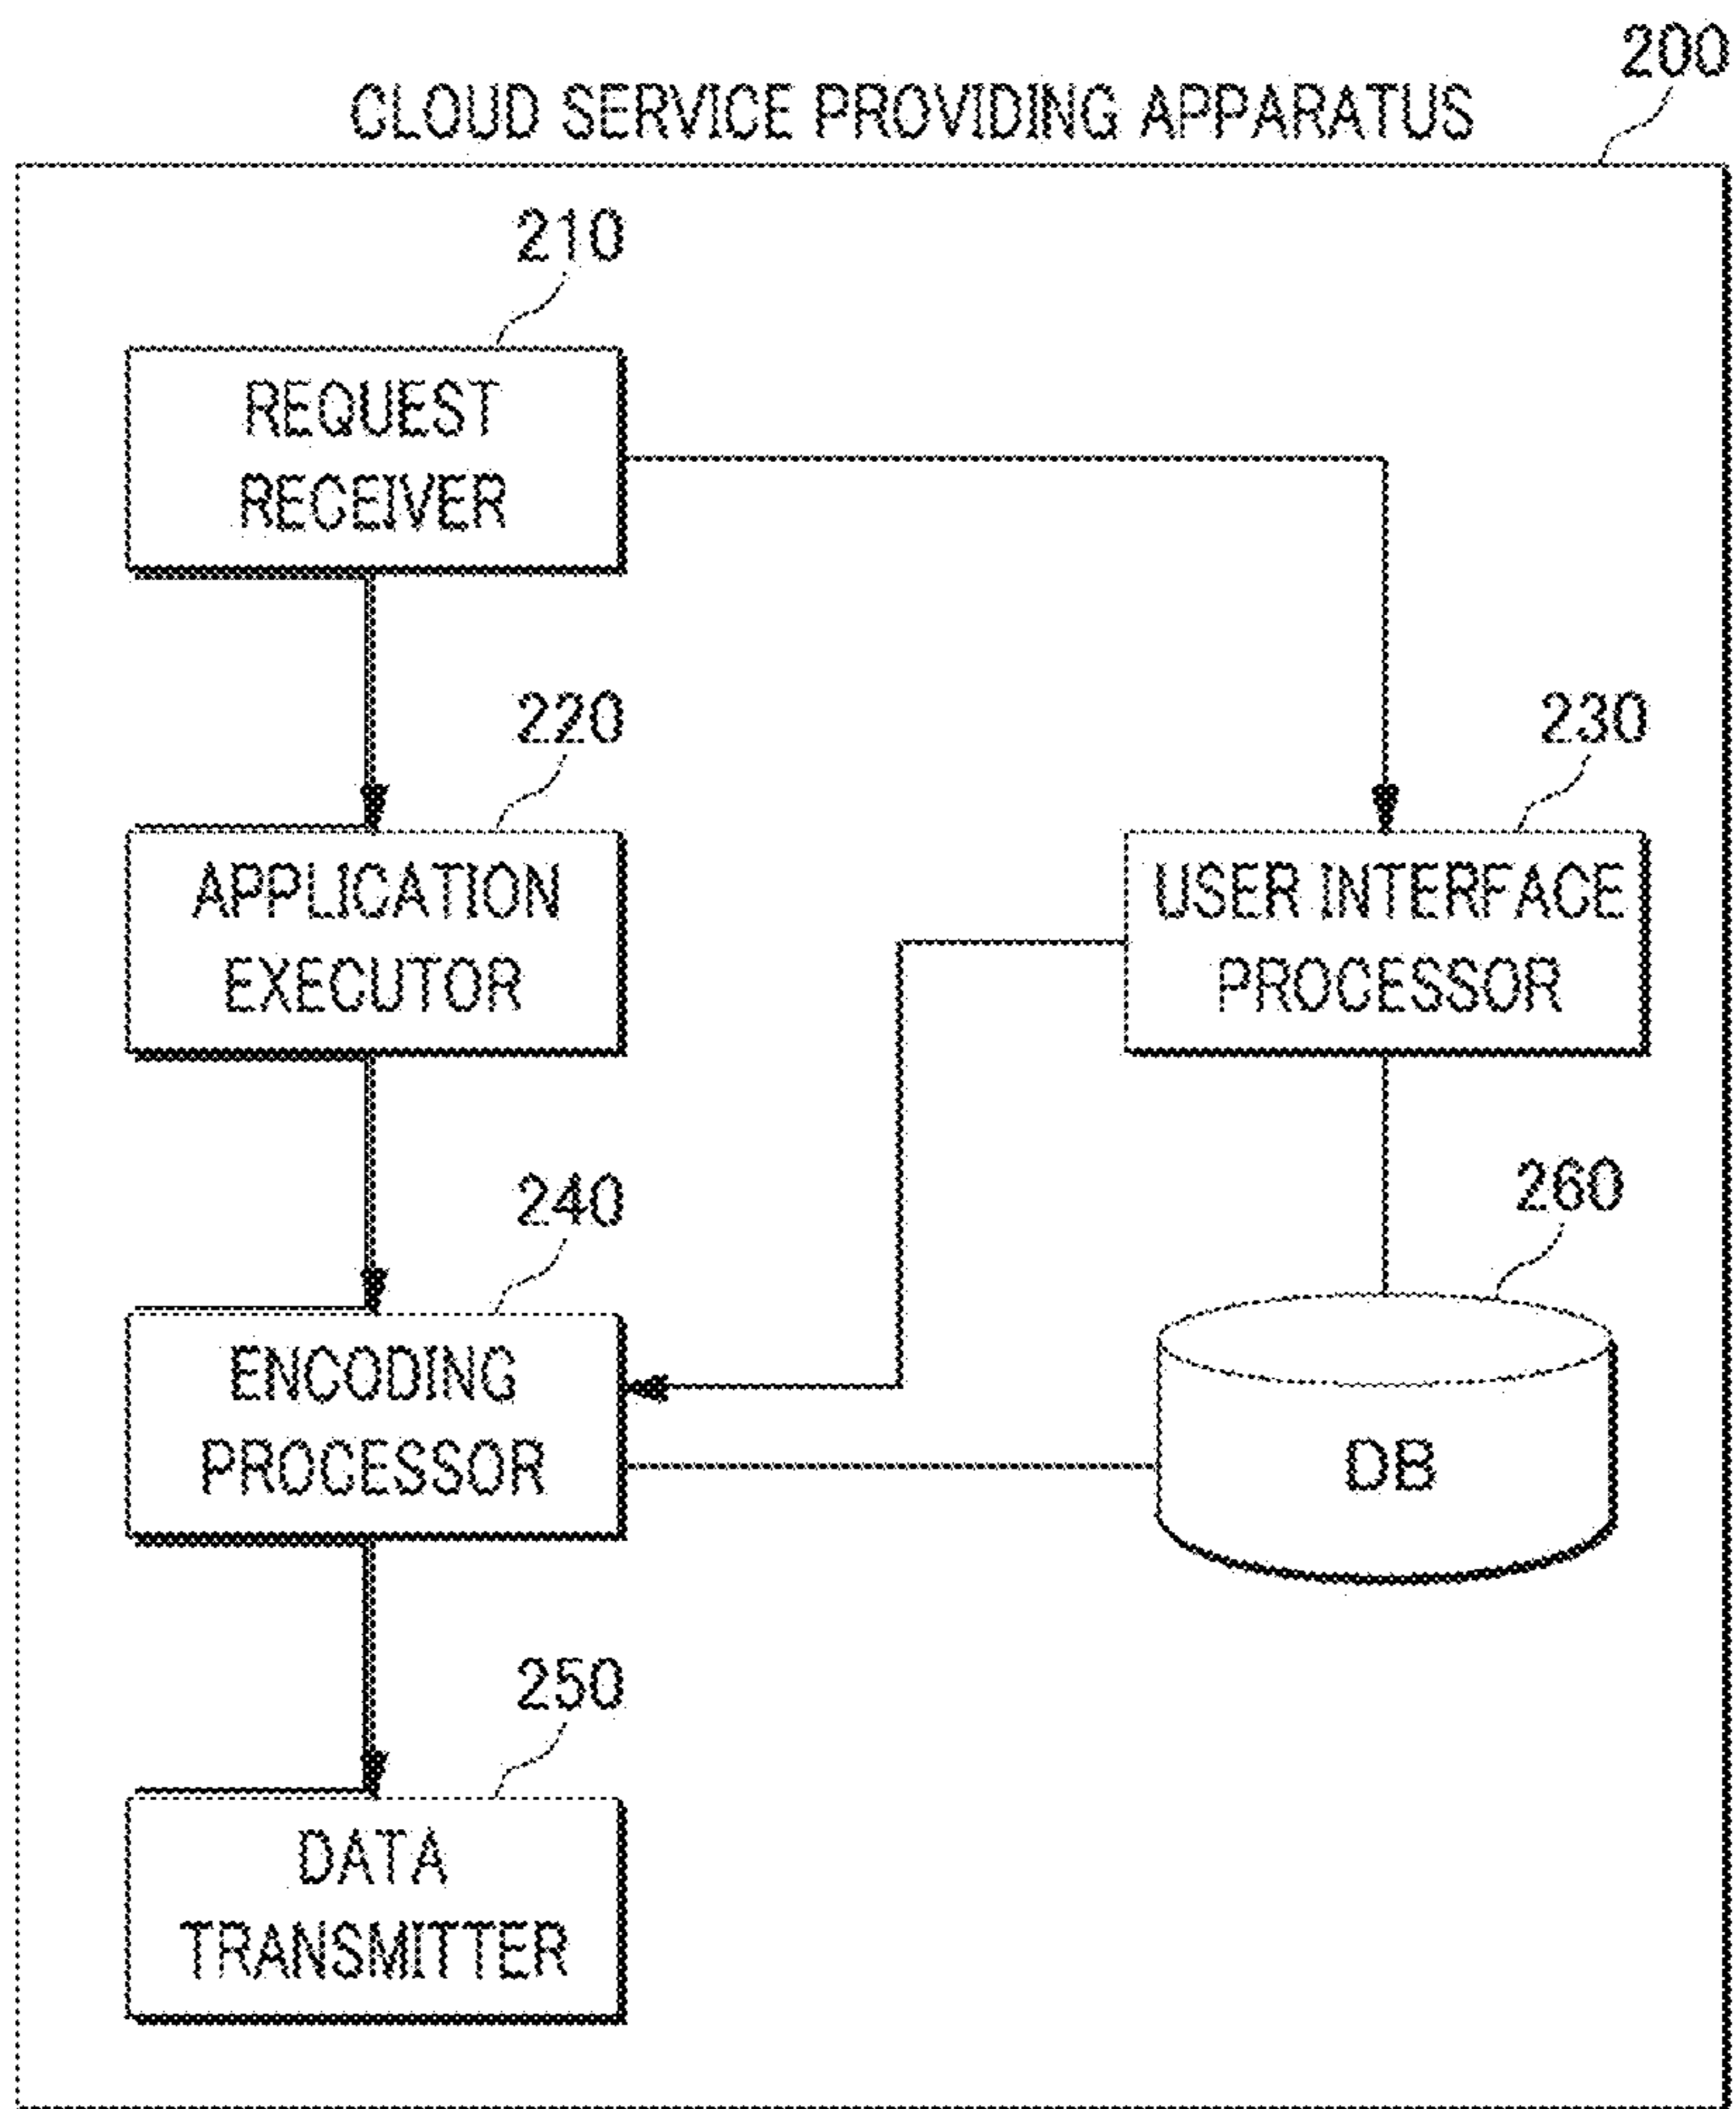 200
CLOUD SERVICE PROVIDING APPARATUS
210
REQUEST
RECEIVER
220
APPLICATION
EXECUTOR
230
USER INTERFACE
PROCESSOR
240
ENCODING
PROCESSOR
260
DB
250
DATA
TRANSMITTER